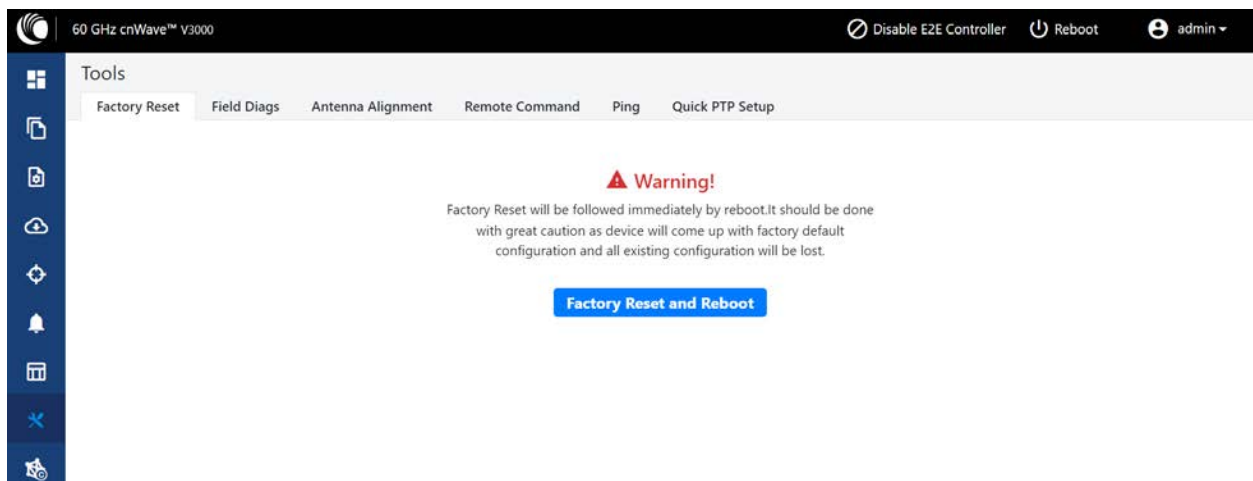 60 GHz cnWave™ V3000
Disable E2E Controller
Reboot
admin
Tools
Factory Reset
Field Diags
Antenna Alignment
Remote Command
Ping
Quick PTP Setup
Warning!
Factory Reset will be followed immediately by reboot.It should be done
with great caution as device will come up with factory default
configuration and all existing configuration will be lost.
Factory Reset and Reboot